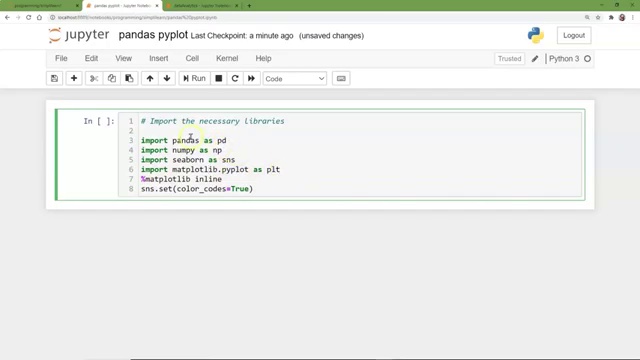 localhost:8889/notebooks/programming/simplilearn/pandas%20pyplot.ipynb
jupyter pandas pyplot Last Checkpoint: a minute ago (unsaved changes)
Logout
File Edit View Insert Cell Kernel Widgets Help
Trusted
Python 3
Run
Code
In [ ]:
1 # Import the necessary libraries
2
3 import pandas as pd
4 import numpy as np
5 import seaborn as sns
6 import matplotlib.pyplot as plt
7 %matplotlib inline
8 sns.set(color_codes=True)